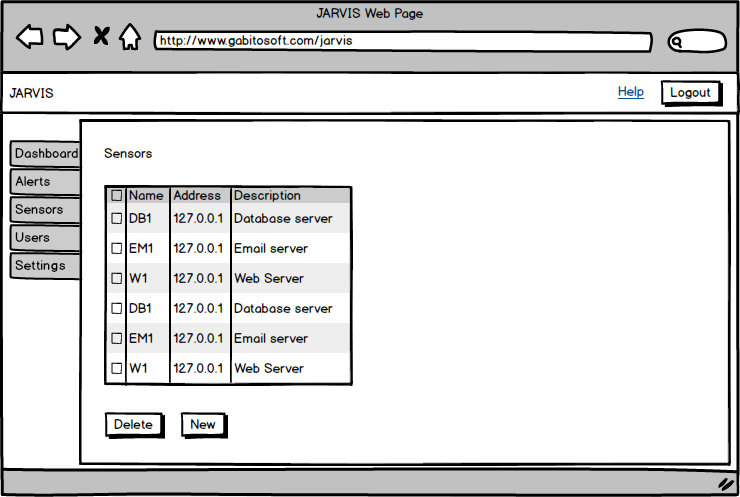 JARVIS Web Page
http://www.gabitosoft.com/jarvis
JARVIS
Help
Logout
Dashboard
Alerts
Sensors
Users
Settings
Sensors
Name Address Description
DB1 127.0.0.1 Database server
EM1 127.0.0.1 Email server
W1 127.0.0.1 Web Server
DB1 127.0.0.1 Database server
EM1 127.0.0.1 Email server
W1 127.0.0.1 Web Server
Delete
New